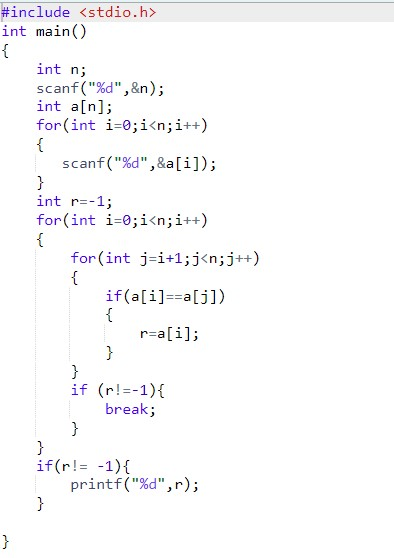 #include <stdio.h>
int main()
{
    int n;
    scanf("%d",&n);
    int a[n];
    for(int i=0;i<n;i++)
    {
       scanf("%d",&a[i]);
    }
    int r=-1;
    for(int i=0;i<n;i++)
    {
        for(int j=i+1;j<n;j++)
        {
            if(a[i]==a[j])
            {
                r=a[i];
            }
        }
        if (r!=-1){
            break;
        }
    }
    if(r!= -1){
        printf("%d",r);
    }
}